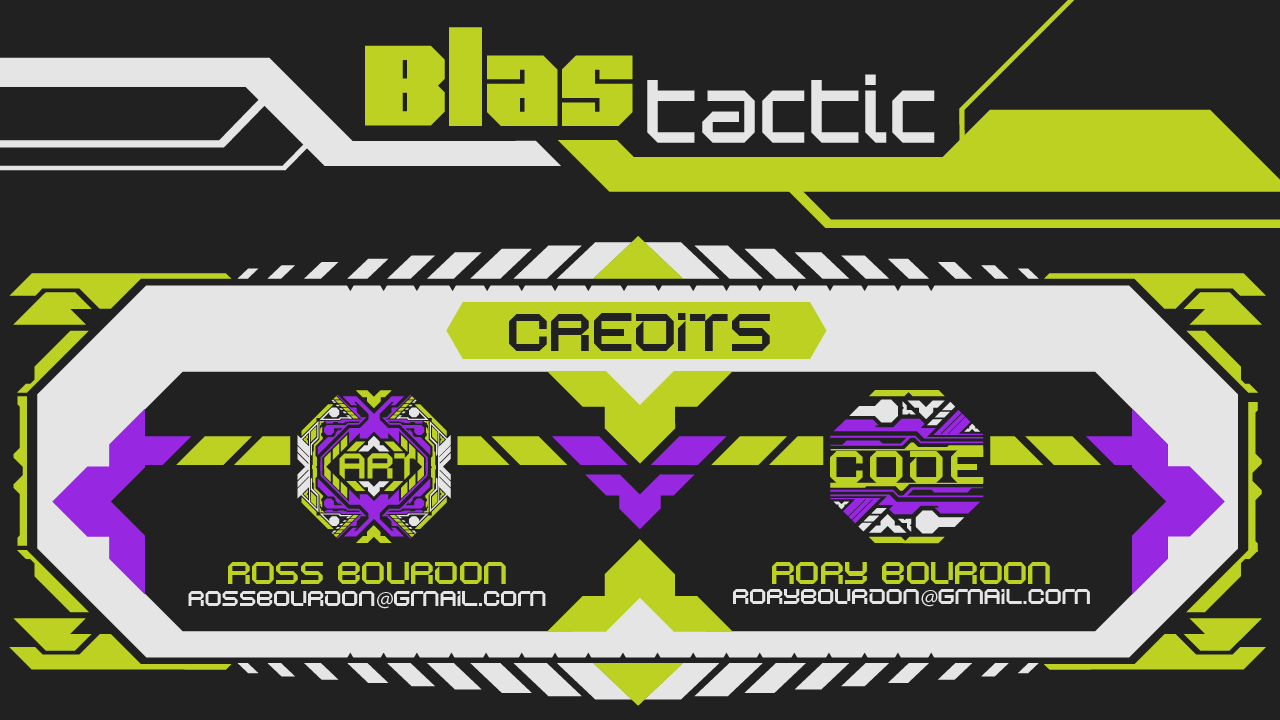 Blastactic
CREDiTS
ART
CODE
ROSS BOURDON
ROSSBOURDON@GMAiL.COM
RORY BOURDON
RORYBOURDON@GMAiL.COM